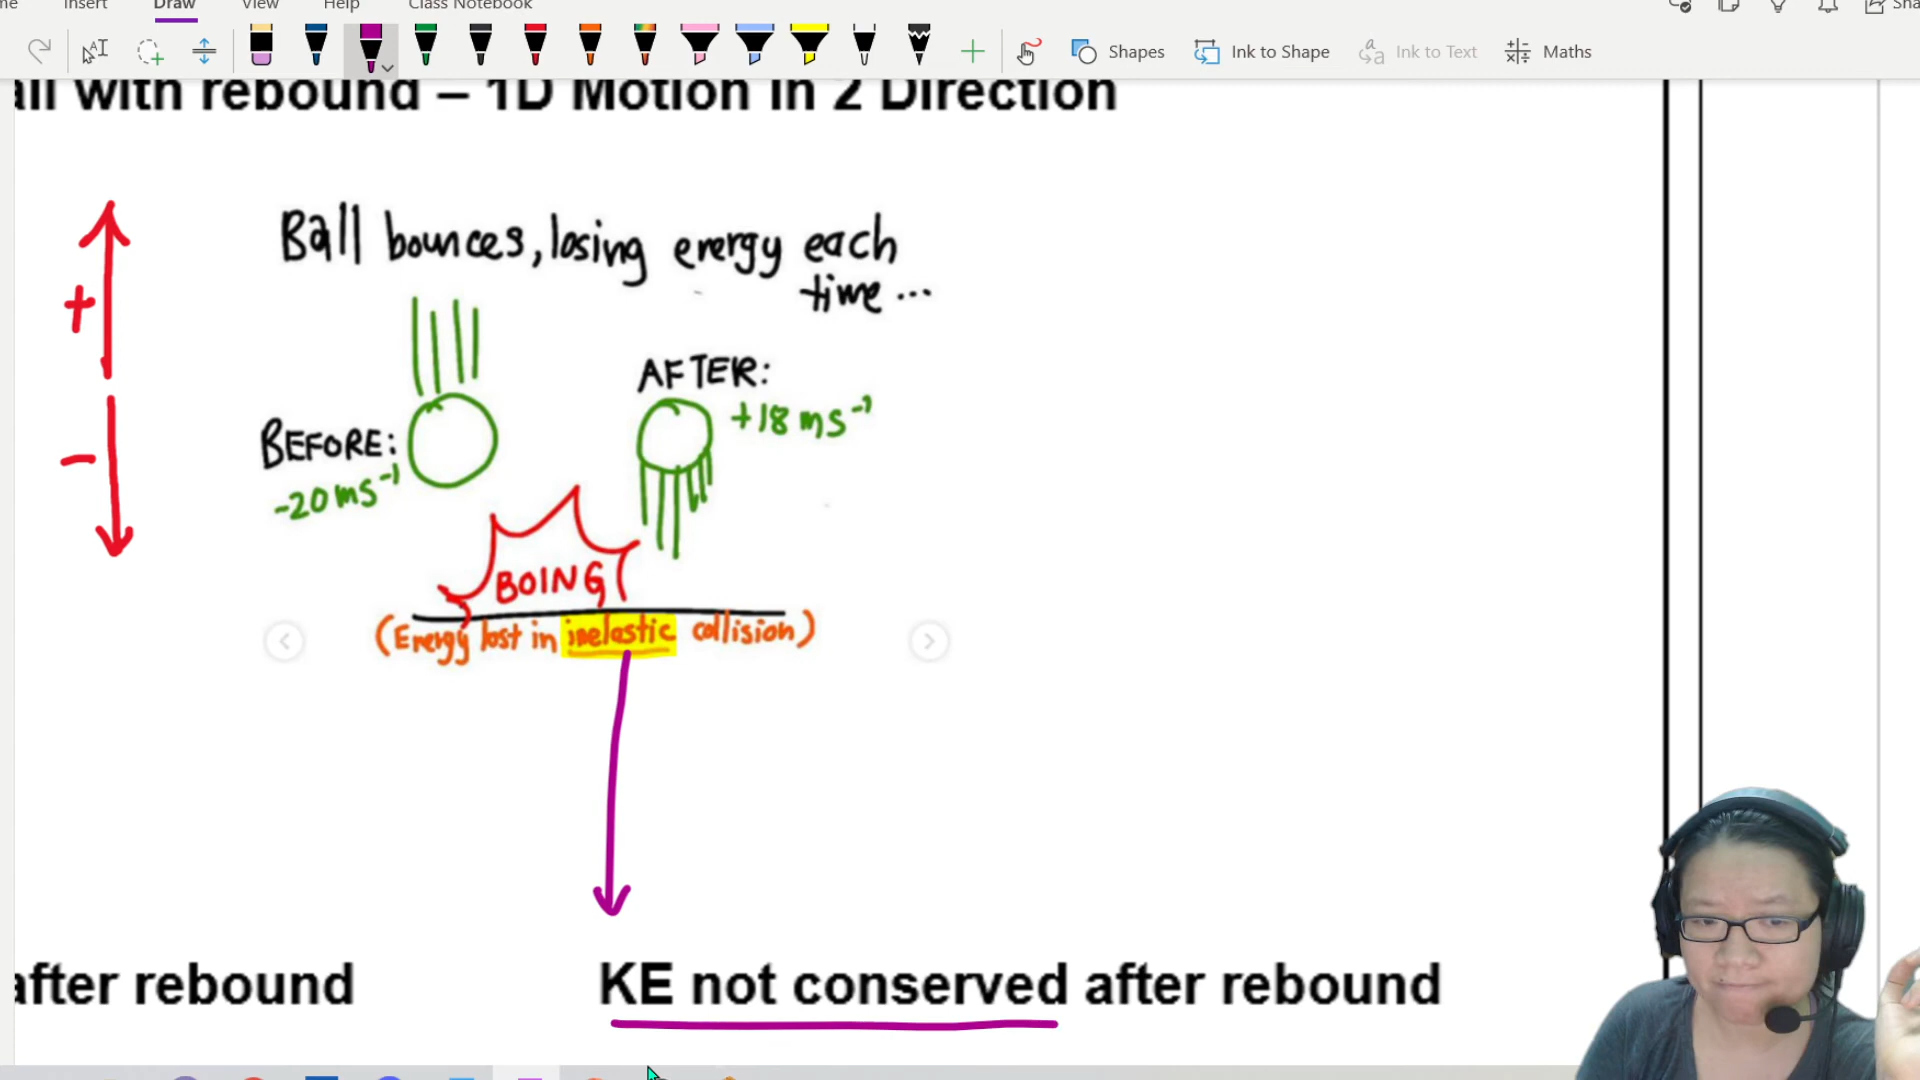 Insert Draw View Help Class Notebook
Shapes Ink to Shape Ink to Text Maths
all with rebound – 1D Motion in 2 Direction
Ball bounces, losing energy each
time...
+
AFTER:
+18 ms⁻¹
BEFORE:
-20 ms⁻¹
-
BOING
(Energy lost in inelastic collision)
after rebound
KE not conserved after rebound